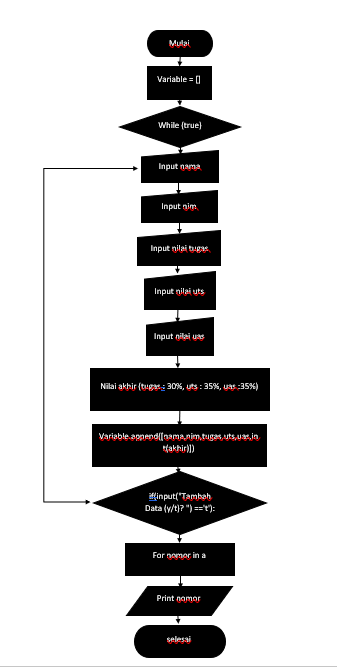 Mulai
Variable = []
While (true)
Input nama
Input nim
Input nilai tugas
Input nilai uts
Input nilai uas
Nilai akhir (tugas : 30%, uts : 35%, uas :35%)
Variable.append([nama,nim,tugas,uts,uas,in
t(akhir)])
if(input("Tambah
Data (y/t)? ") =='t'):
For nomor in a
Print nomor
selesai